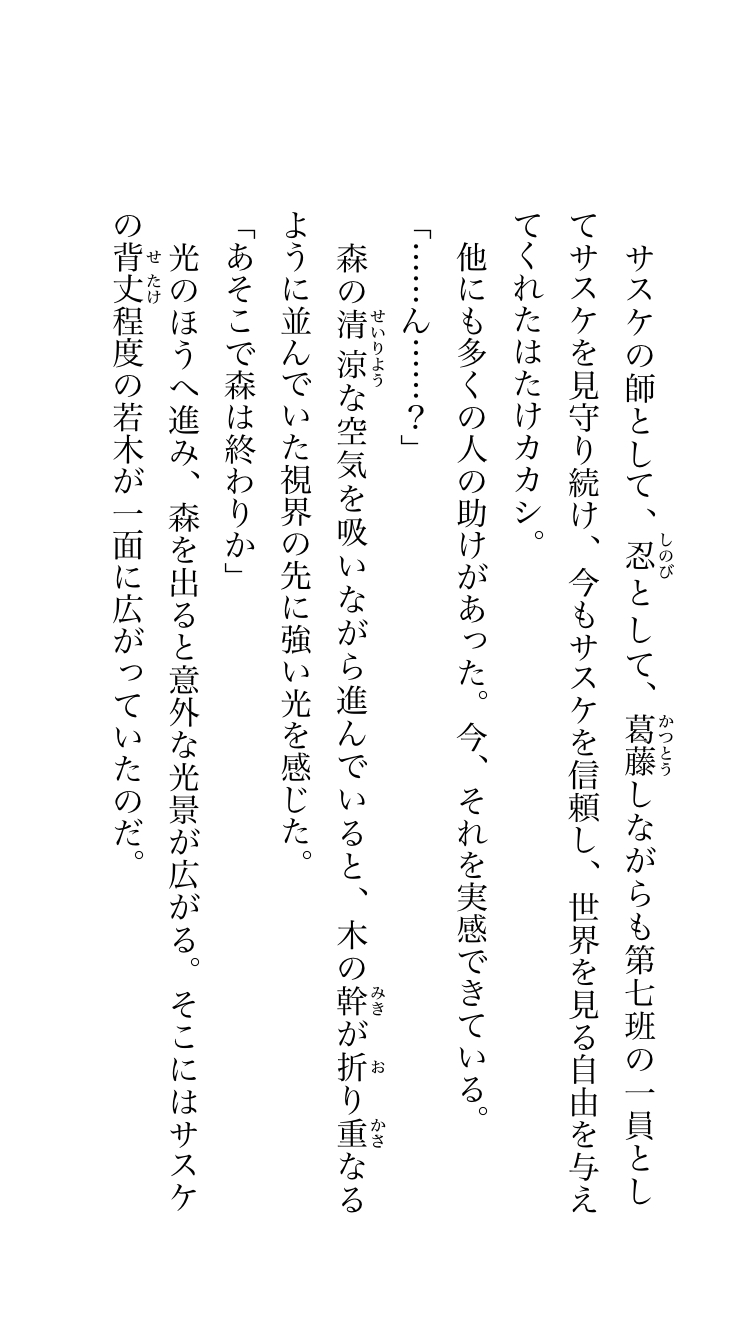 サスケの師として、忍として、葛藤しながらも第七班の一員とし
てサスケを見守り続け、今もサスケを信頼し、世界を見る自由を与え
てくれたはたけカカシ。
他にも多くの人の助けがあった。今、それを実感できている。
「……ん……？」
森の清涼な空気を吸いながら進んでいると、木の幹が折り重なる
ように並んでいた視界の先に強い光を感じた。
「あそこで森は終わりか」
光のほうへ進み、森を出ると意外な光景が広がる。そこにはサスケ
の背丈程度の若木が一面に広がっていたのだ。